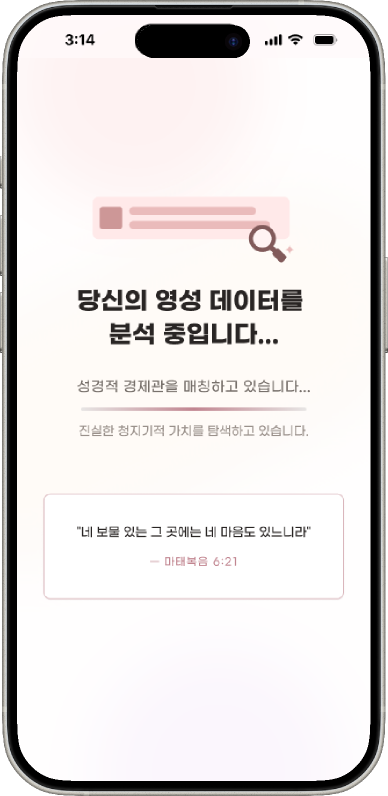 3:14
당신의 영성 데이터를
분석 중입니다...
성경적 경제관을 매칭하고 있습니다...
진실한 청지기적 가치를 탐색하고 있습니다.
"네 보물 있는 그 곳에는 네 마음도 있느니라"
— 마태복음 6:21